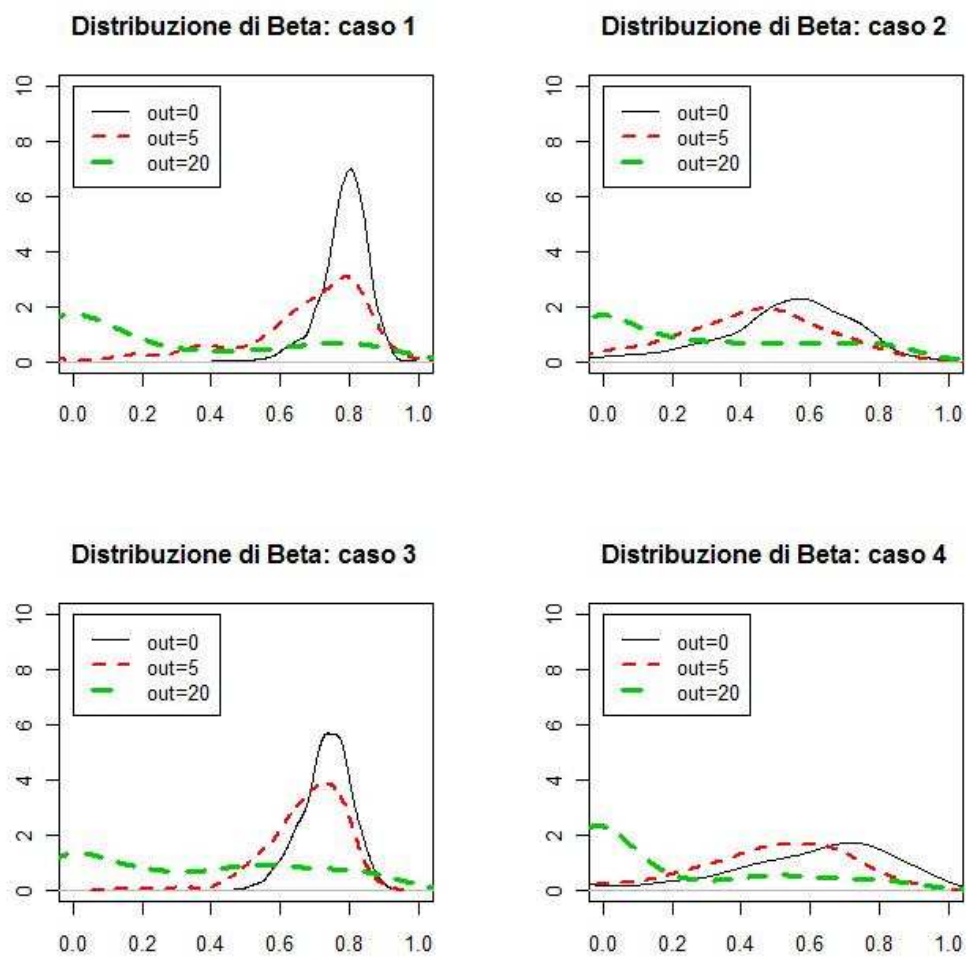 Distribuzione di Beta: caso 1
10
8
6
4
2
0
out=0
out=5
out=20
0.0 0.2 0.4 0.6 0.8 1.0
Distribuzione di Beta: caso 2
10
8
6
4
2
0
out=0
out=5
out=20
0.0 0.2 0.4 0.6 0.8 1.0
Distribuzione di Beta: caso 3
10
8
6
4
2
0
out=0
out=5
out=20
0.0 0.2 0.4 0.6 0.8 1.0
Distribuzione di Beta: caso 4
10
8
6
4
2
0
out=0
out=5
out=20
0.0 0.2 0.4 0.6 0.8 1.0